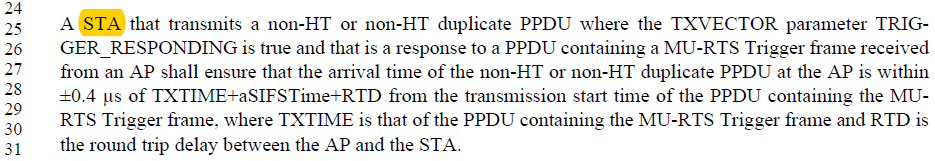 24
25 A STA that transmits a non-HT or non-HT duplicate PPDU where the TXVECTOR parameter TRIG-
26 GER_RESPONDING is true and that is a response to a PPDU containing a MU-RTS Trigger frame received
27 from an AP shall ensure that the arrival time of the non-HT or non-HT duplicate PPDU at the AP is within
28 ±0.4 µs of TXTIME+aSIFSTime+RTD from the transmission start time of the PPDU containing the MU-
29 RTS Trigger frame, where TXTIME is that of the PPDU containing the MU-RTS Trigger frame and RTD is
30 the round trip delay between the AP and the STA.
31